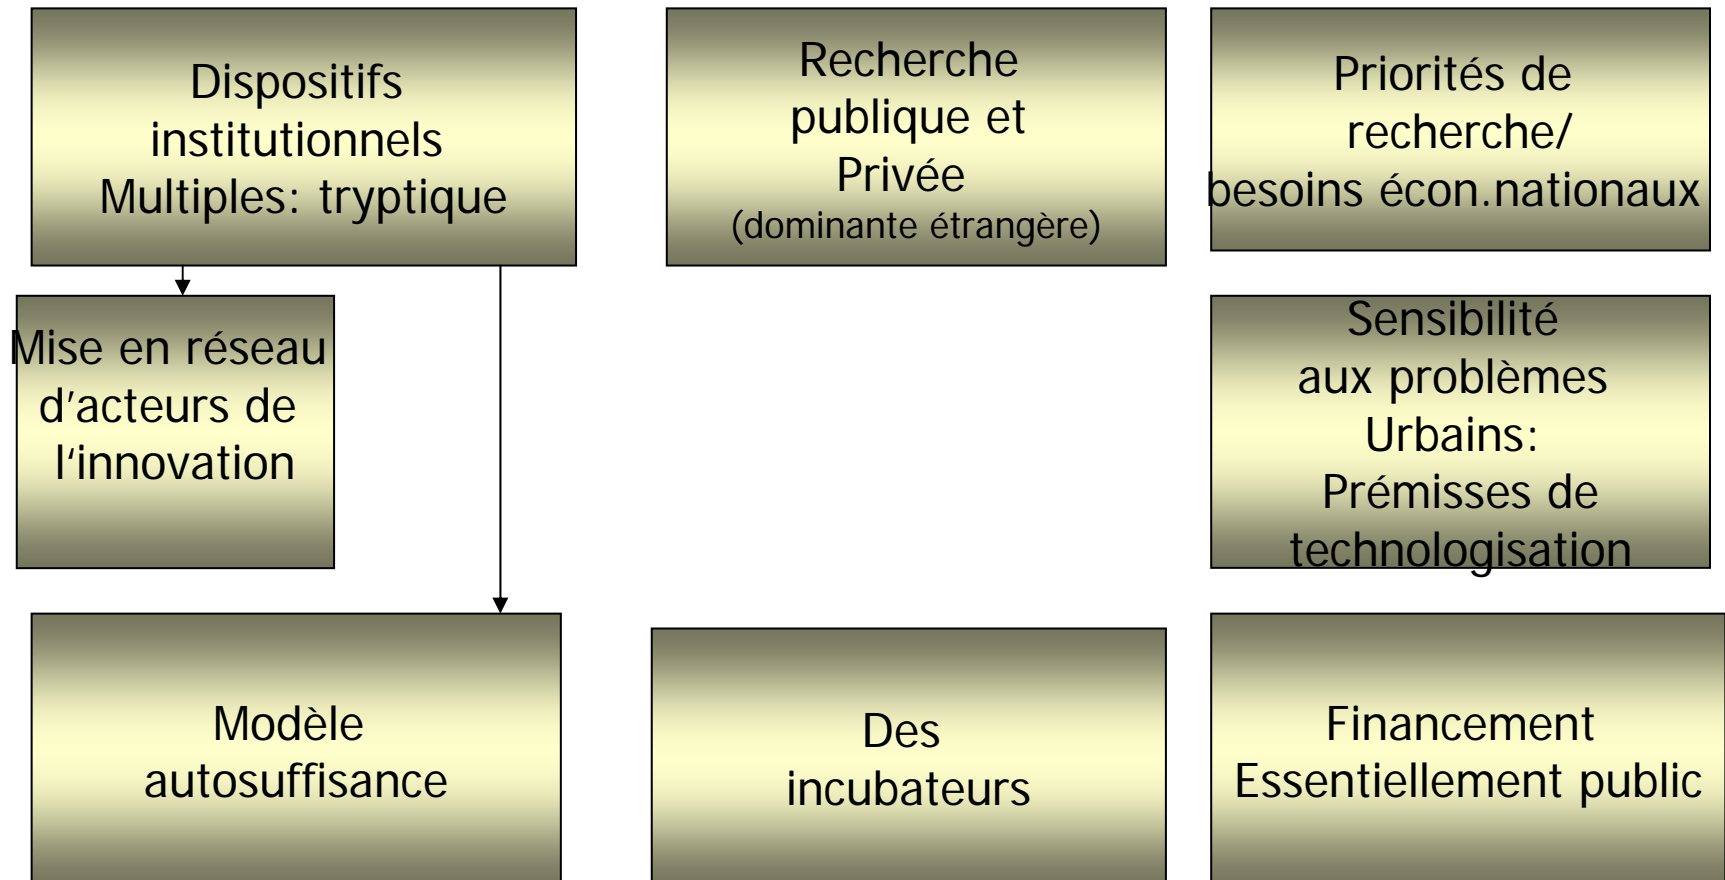 Dispositifs
institutionnels
Multiples: tryptique
Recherche
publique et
Privée
(dominante étrangère)
Priorités de
recherche/
besoins écon.nationaux
Mise en réseau
d’acteurs de
l‘innovation
Sensibilité
aux problèmes
Urbains:
Prémisses de
technologisation
Modèle
autosuffisance
Des
incubateurs
Financement
Essentiellement public